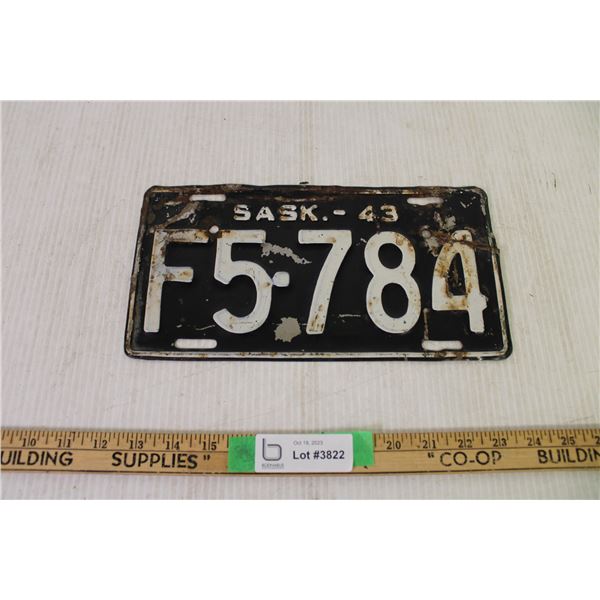 SASK.-43
F5·784
10 11 12 13 14 15 20 21 22 23 24 25
BUILDING SUPPLIES" "CO-OP BUILDIN
Oct 19, 2023
Lot #3822